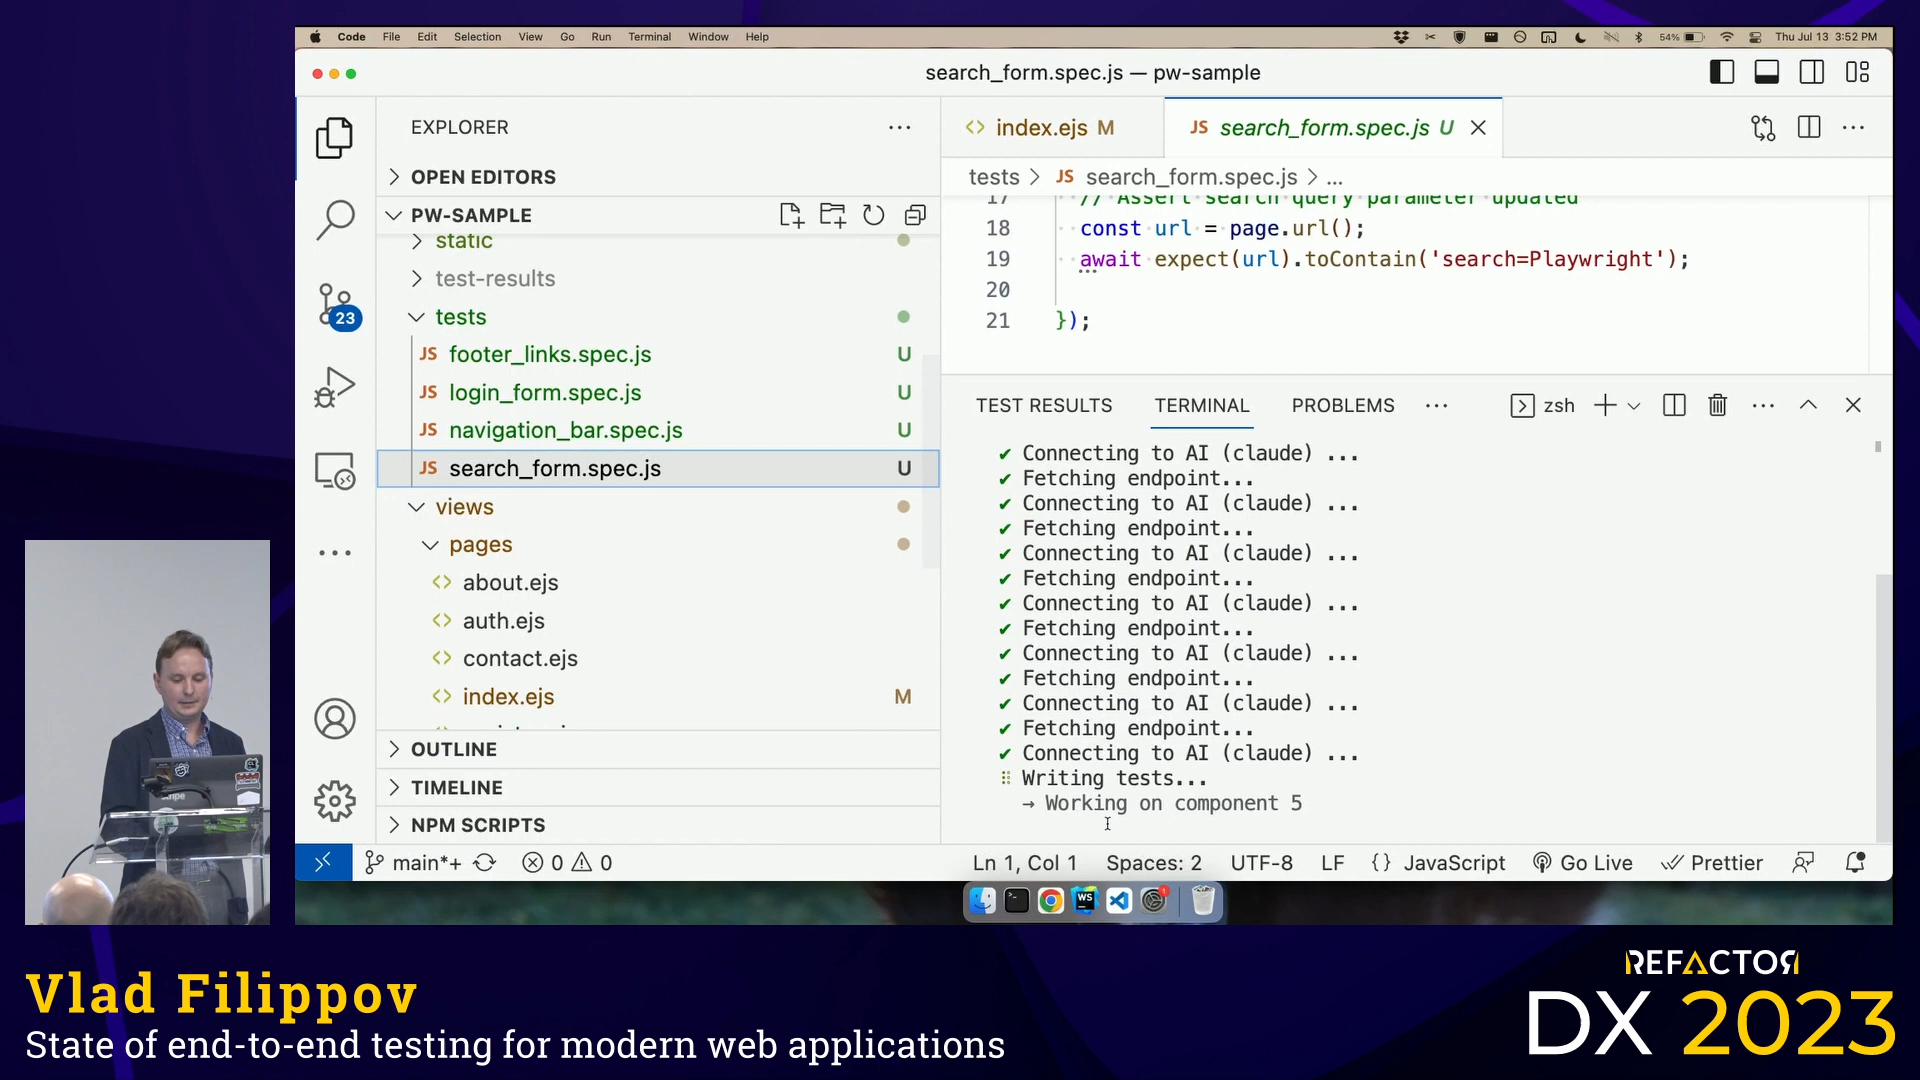 Code File Edit Selection View Go Run Terminal Window Help
54% Thu Jul 13 3:52 PM
search_form.spec.js — pw-sample
EXPLORER
OPEN EDITORS
PW-SAMPLE
static
test-results
tests
JS footer_links.spec.js U
JS login_form.spec.js U
JS navigation_bar.spec.js U
JS search_form.spec.js U
views
pages
<> about.ejs
<> auth.ejs
<> contact.ejs
<> index.ejs M
OUTLINE
TIMELINE
NPM SCRIPTS
23
<> index.ejs M
JS search_form.spec.js U
tests > JS search_form.spec.js > ...
17 // Assert search query parameter updated
18 const url = page.url();
19 await expect(url).toContain('search=Playwright');
20
21 });
TEST RESULTS TERMINAL PROBLEMS ... zsh
✔ Connecting to AI (claude) ...
✔ Fetching endpoint...
✔ Connecting to AI (claude) ...
✔ Fetching endpoint...
✔ Connecting to AI (claude) ...
✔ Fetching endpoint...
✔ Connecting to AI (claude) ...
✔ Fetching endpoint...
✔ Connecting to AI (claude) ...
✔ Fetching endpoint...
✔ Connecting to AI (claude) ...
✔ Fetching endpoint...
✔ Connecting to AI (claude) ...
Writing tests...
→ Working on component 5
main*+ 0 0 Ln 1, Col 1 Spaces: 2 UTF-8 LF {} JavaScript Go Live Prettier
WS 1
Vlad Filippov
State of end-to-end testing for modern web applications
REFACTOR
DX 2023